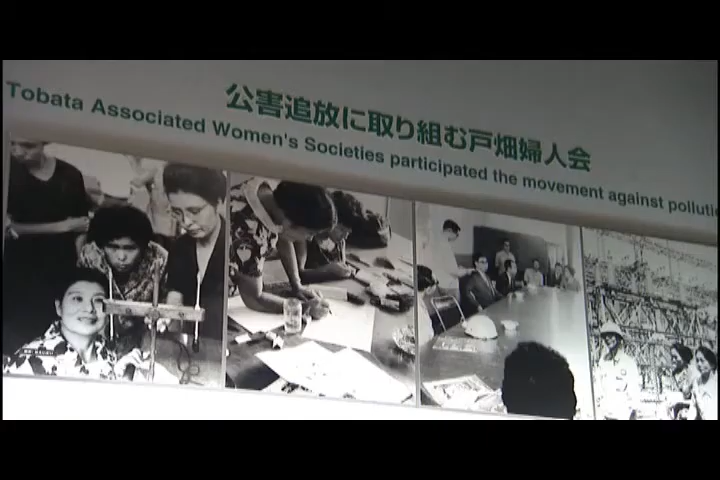 公害追放に取り組む戸畑婦人会
Tobata Associated Women's Societies participated the movement against